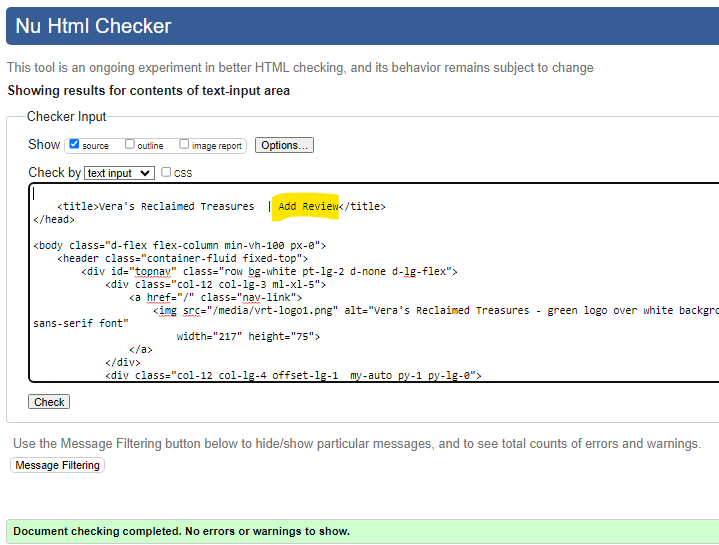 Nu Html Checker
This tool is an ongoing experiment in better HTML checking, and its behavior remains subject to change
Showing results for contents of text-input area
Checker Input
Show source outline image report Options...
Check by text input CSS
<title>Vera's Reclaimed Treasures | Add Review</title>
</head>
<body class="d-flex flex-column min-vh-100 px-0">
<header class="container-fluid fixed-top">
<div id="topnav" class="row bg-white pt-lg-2 d-none d-lg-flex">
<div class="col-12 col-lg-3 ml-xl-5">
<a href="/" class="nav-link">
<img src="/media/vrt-logo1.png" alt="Vera's Reclaimed Treasures - green logo over white backgro
sans-serif font"
width="217" height="75">
</a>
</div>
<div class="col-12 col-lg-4 offset-lg-1 my-auto py-1 py-lg-0">
Check
Use the Message Filtering button below to hide/show particular messages, and to see total counts of errors and warnings.
Message Filtering
Document checking completed. No errors or warnings to show.